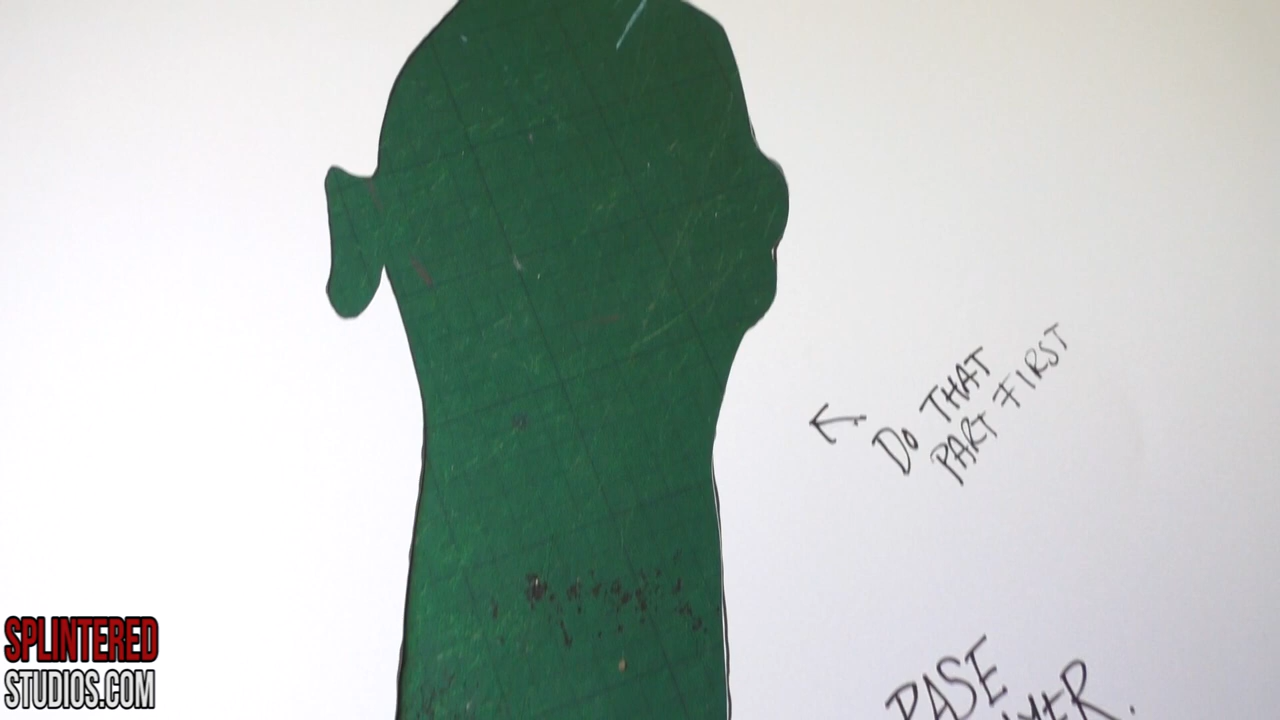 DO THAT
PART FIRST
BASE
SPLINTERED
STUDIOS.COM